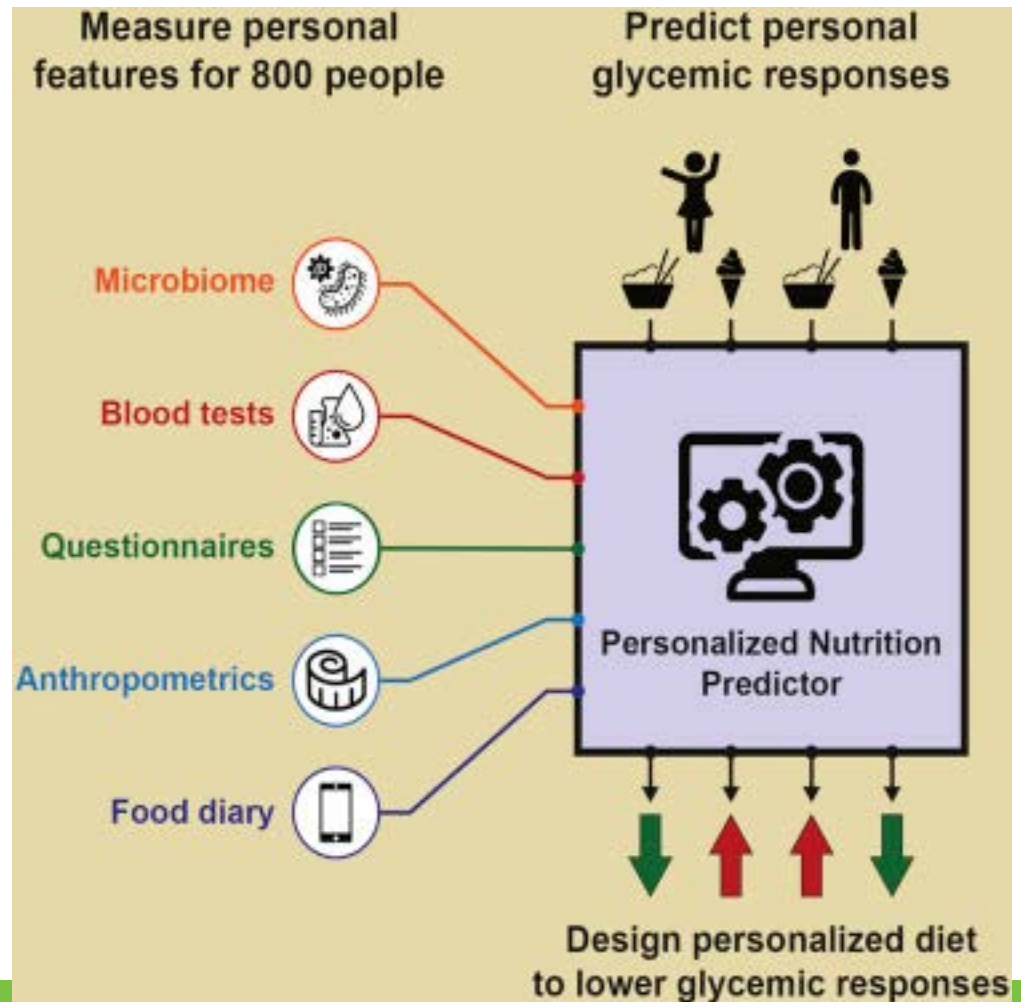 Measure personal
features for 800 people
Predict personal
glycemic responses
Microbiome
Blood tests
Questionnaires
Anthropometrics
Food diary
Personalized Nutrition
Predictor
Design personalized diet
to lower glycemic responses